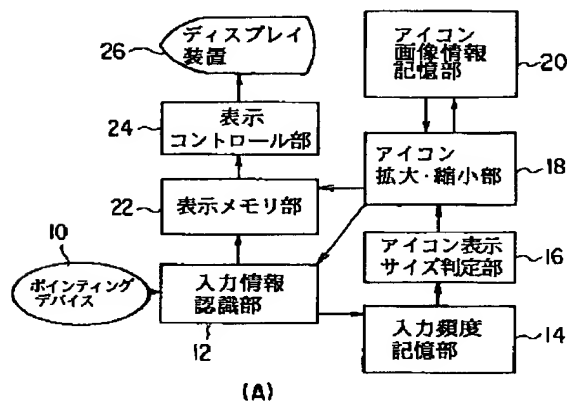 26
ディスプレイ
装置
アイコン
画像情報
記憶部
20
24
表示
コントロール部
アイコン
拡大・縮小部
18
22
表示メモリ部
10
ポインティング
デバイス
入力情報
認識部
12
アイコン表示
サイズ判定部
16
入力頻度
記憶部
14
(A)